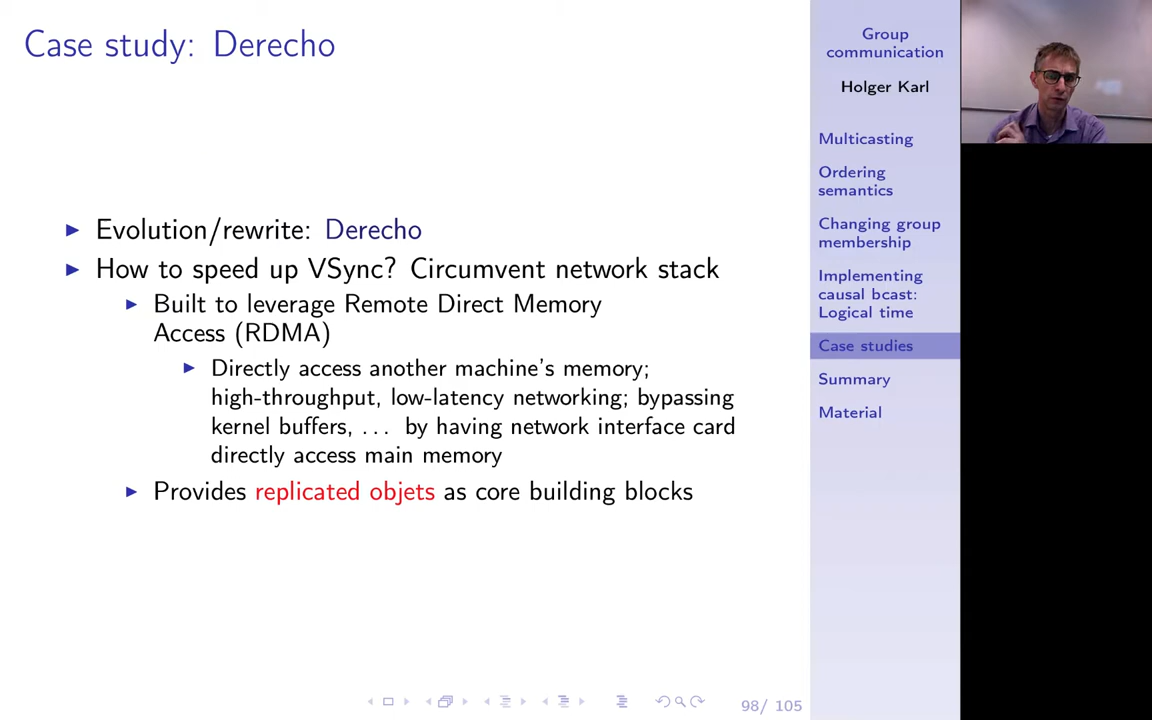 Case study: Derecho
Evolution/rewrite: Derecho
How to speed up VSync? Circumvent network stack
Built to leverage Remote Direct Memory
Access (RDMA)
Directly access another machine's memory;
high-throughput, low-latency networking; bypassing
kernel buffers, ... by having network interface card
directly access main memory
Provides replicated objets as core building blocks
98/ 105
Group
communication
Holger Karl
Multicasting
Ordering
semantics
Changing group
membership
Implementing
causal bcast:
Logical time
Case studies
Summary
Material